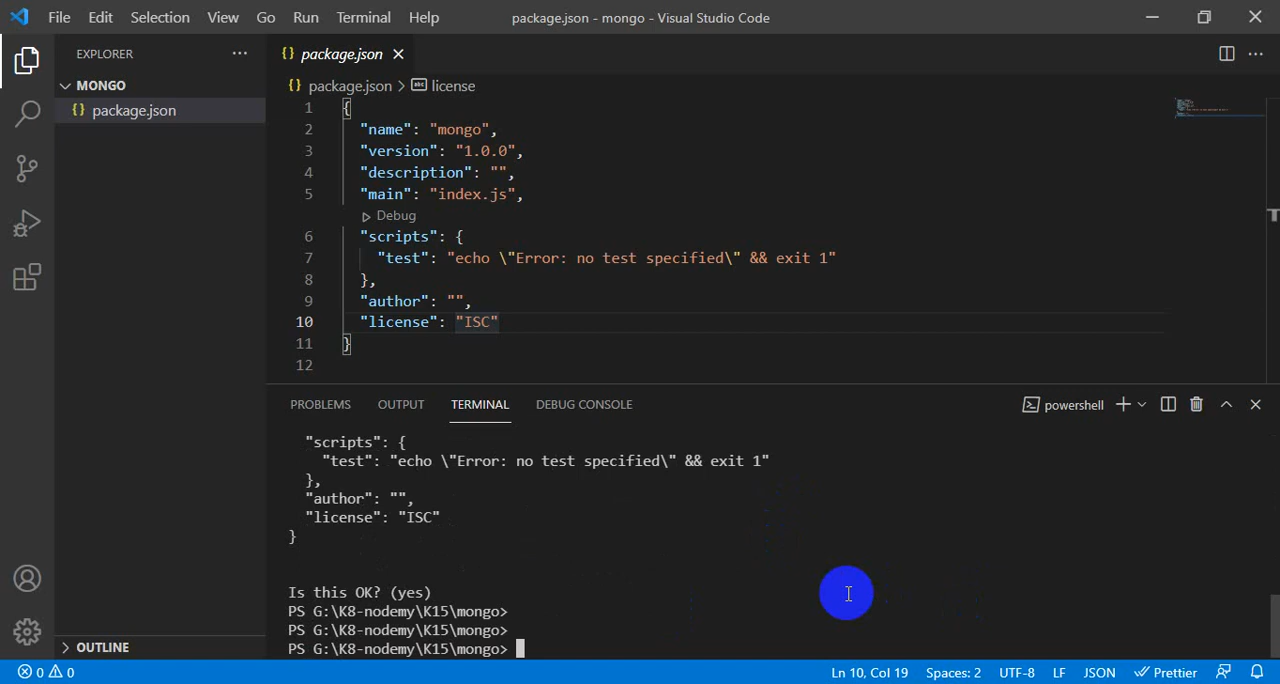 File Edit Selection View Go Run Terminal Help package.json - mongo - Visual Studio Code
EXPLORER
MONGO
{} package.json
OUTLINE
{} package.json
{} package.json > abc license
1 {
2 "name": "mongo",
3 "version": "1.0.0",
4 "description": "",
5 "main": "index.js",
Debug
6 "scripts": {
7 "test": "echo \"Error: no test specified\" && exit 1"
8 },
9 "author": "",
10 "license": "ISC"
11 }
12
PROBLEMS OUTPUT TERMINAL DEBUG CONSOLE powershell
"scripts": {
"test": "echo \"Error: no test specified\" && exit 1"
},
"author": "",
"license": "ISC"
}
Is this OK? (yes)
PS G:\K8-nodemy\K15\mongo>
PS G:\K8-nodemy\K15\mongo>
PS G:\K8-nodemy\K15\mongo>
0 0 Ln 10, Col 19 Spaces: 2 UTF-8 LF JSON Prettier